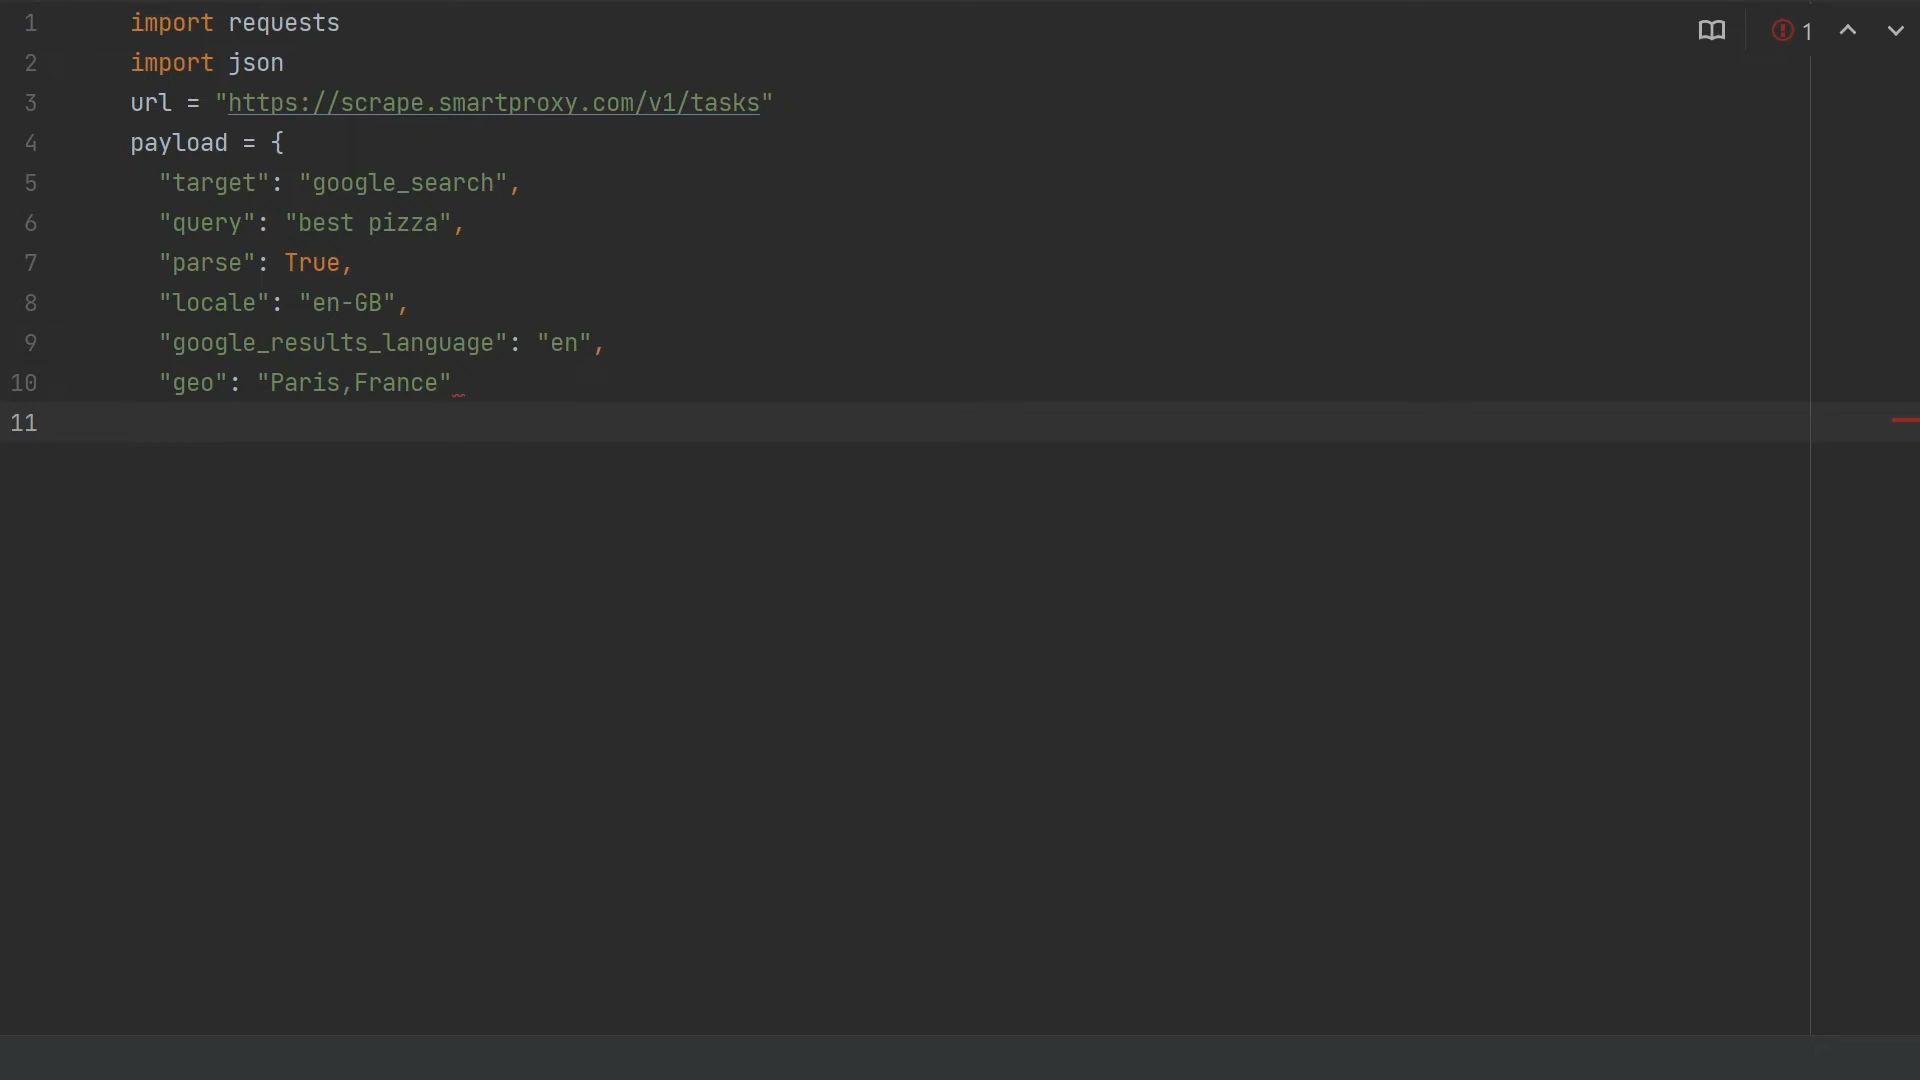 1 import requests
2 import json
3 url = "https://scrape.smartproxy.com/v1/tasks"
4 payload = {
5 "target": "google_search",
6 "query": "best pizza",
7 "parse": True,
8 "locale": "en-GB",
9 "google_results_language": "en",
10 "geo": "Paris,France"
11
1